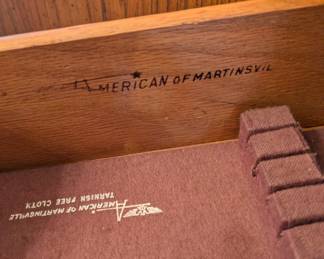 AMERICAN OF MARTINSVIL
AMERICAN OF MARTINSVILLE
TARNISH FREE CLOTH